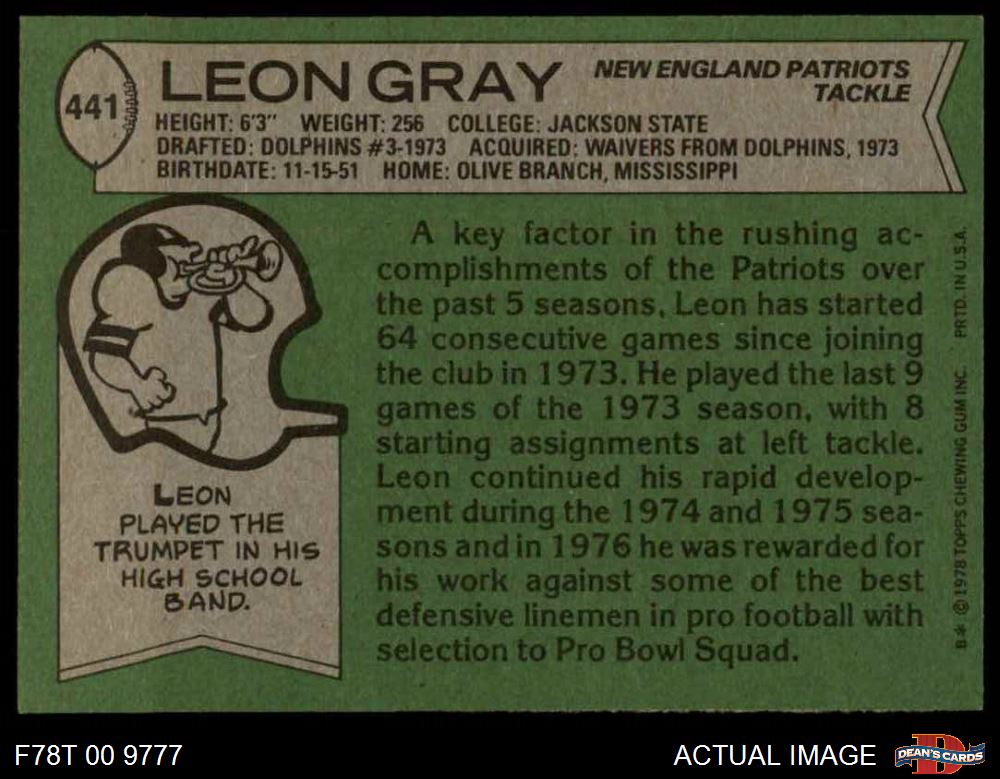 441
LEON GRAY
NEW ENGLAND PATRIOTS
TACKLE
HEIGHT: 6'3" WEIGHT: 256 COLLEGE: JACKSON STATE
DRAFTED: DOLPHINS #3-1973 ACQUIRED: WAIVERS FROM DOLPHINS, 1973
BIRTHDATE: 11-15-51 HOME: OLIVE BRANCH, MISSISSIPPI
A key factor in the rushing ac-
complishments of the Patriots over
the past 5 seasons, Leon has started
64 consecutive games since joining
the club in 1973. He played the last 9
games of the 1973 season, with 8
starting assignments at left tackle.
Leon continued his rapid develop-
ment during the 1974 and 1975 sea-
sons and in 1976 he was rewarded for
his work against some of the best
defensive linemen in pro football with
selection to Pro Bowl Squad.
LEON
PLAYED THE
TRUMPET IN HIS
HIGH SCHOOL
BAND.
B* © 1978 TOPPS CHEWING GUM INC. PRTD. IN U.S.A.
F78T 00 9777
ACTUAL IMAGE
D
DEAN'S CARDS